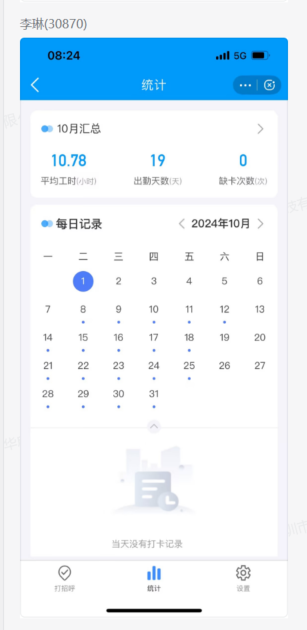 李琳(30870)
08:24 5G
统计
10月汇总
10.78 19 0
平均工时(小时) 出勤天数(天) 缺卡次数(次)
每日记录 2024年10月
一 二 三 四 五 六 日
1 2 3 4 5 6
7 8 9 10 11 12 13
14 15 16 17 18 19 20
21 22 23 24 25 26 27
28 29 30 31
当天没有打卡记录
打招呼 统计 设置